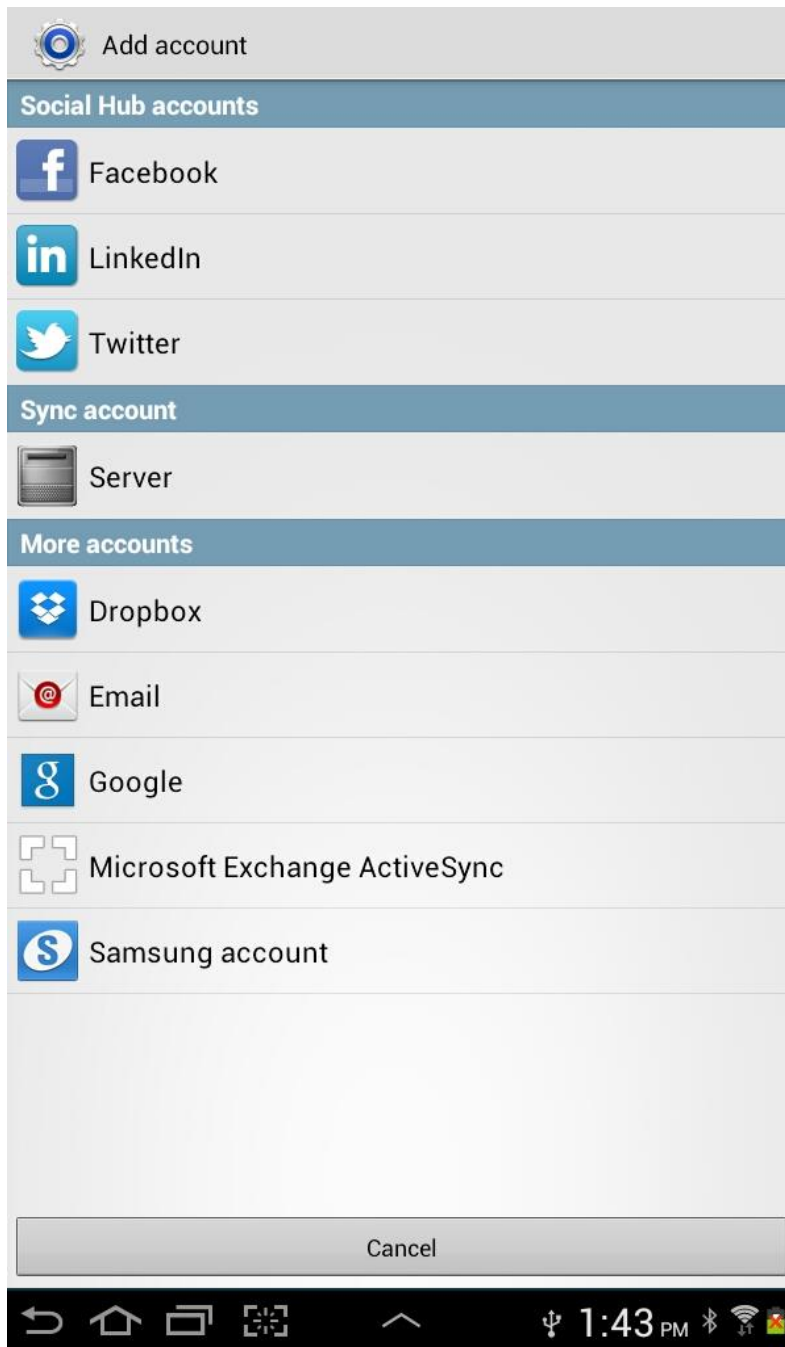 Add account
Social Hub accounts
Facebook
LinkedIn
Twitter
Sync account
Server
More accounts
Dropbox
Email
Google
Microsoft Exchange ActiveSync
Samsung account
Cancel
1:43 PM